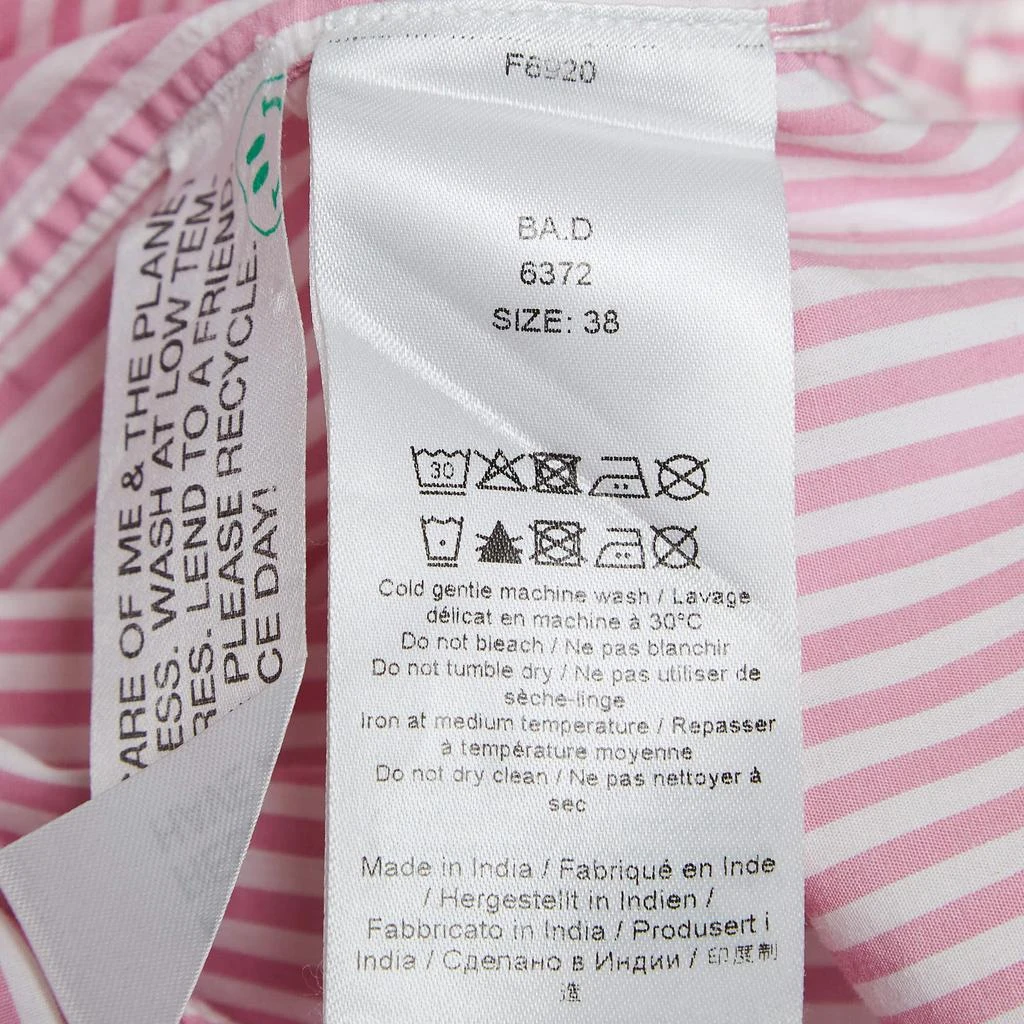 F6920
BA.D
6372
SIZE: 38
30
Cold gentle machine wash / Lavage
délicat en machine à 30°C
Do not bleach / Ne pas blanchir
Do not tumble dry / Ne pas utiliser de
sèche-linge
Iron at medium temperature / Repasser
à température moyenne
Do not dry clean / Ne pas nettoyer à
sec
Made in India / Fabriqué en Inde
/ Hergestellt in Indien /
Fabbricato in India / Produsert i
India / Сделано в Индии / 印度制
造
ARE OF ME & THE PLANE
ESS. WASH AT LOW TEM-
RES. LEND TO A FRIEND
PLEASE RECYCLE.
CE DAY!